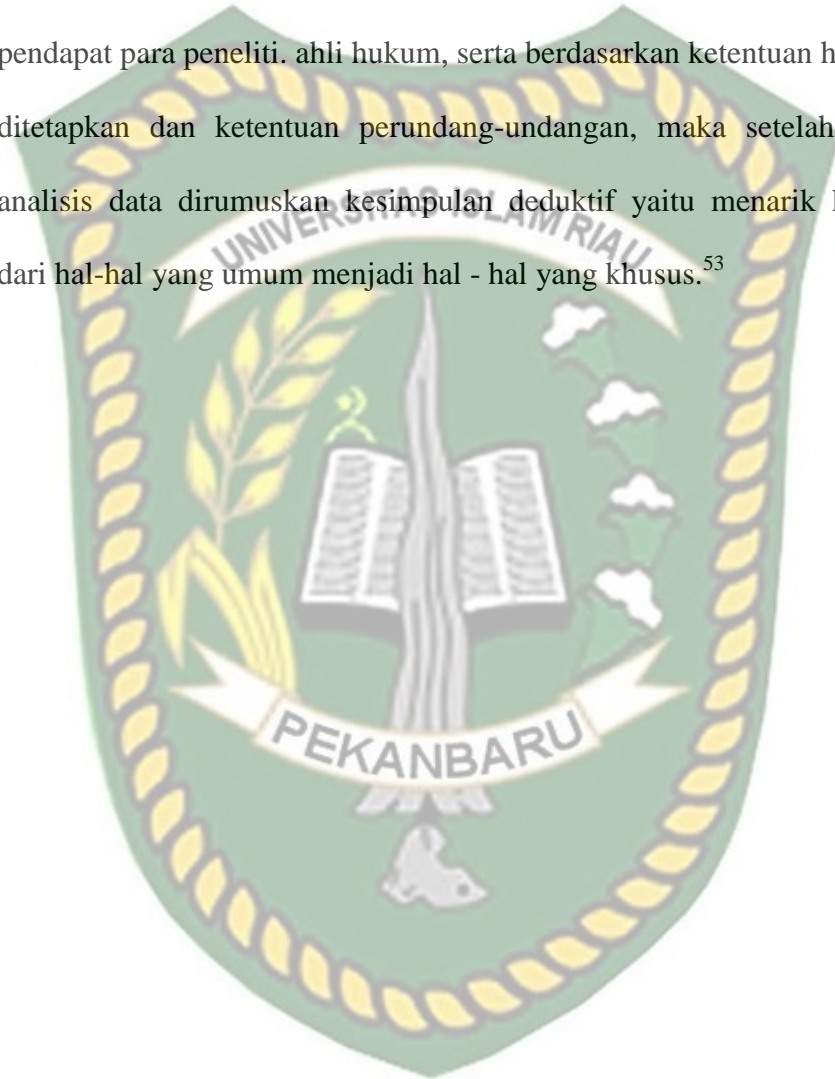 pendapat para peneliti. ahli hukum, serta berdasarkan ketentuan
ditetapkan dan ketentuan perundang-undangan, maka setelah
analisis data dirumuskan kesimpulan deduktif yaitu menarik
dari hal-hal yang umum menjadi hal - hal yang khusus.53
UNIVERSITAS ISLAM RIAU
PEKANBARU